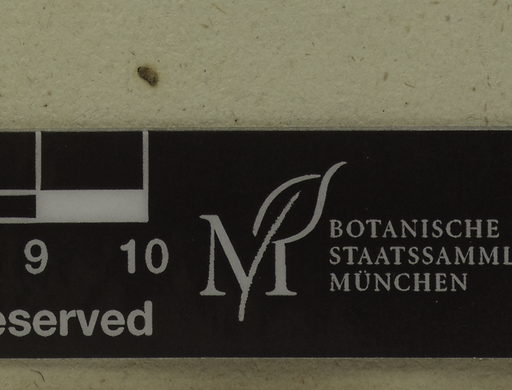 9 10
eserved
M
BOTANISCHE
STAATSSAMML
MÜNCHEN